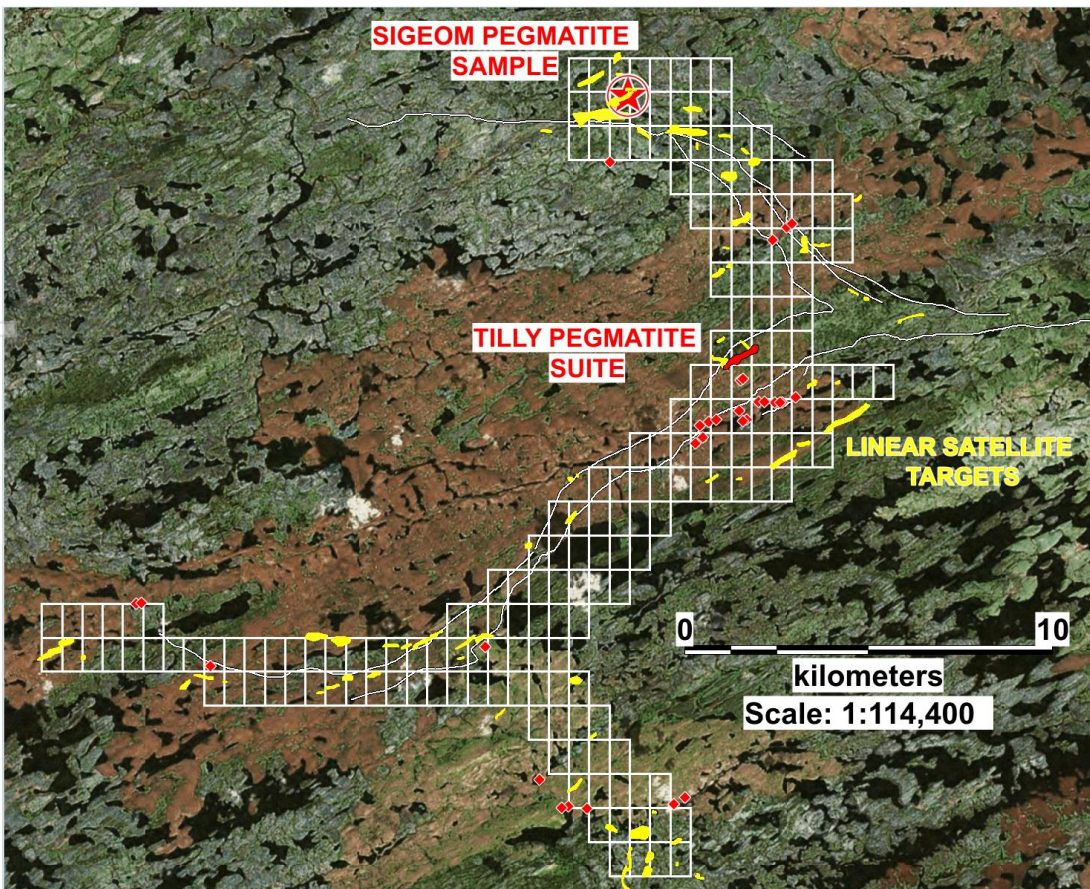 SIGEOM PEGMATITE
SAMPLE
TILLY PEGMATITE
SUITE
LINEAR SATELLITE
TARGETS
0 10
kilometers
Scale: 1:114,400